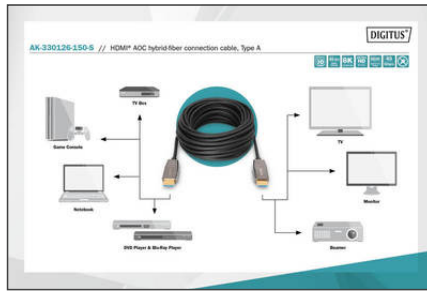 DIGITUS®
AK-330126-150-S // HDMI® AOC hybrid-fiber connection cable, Type A
8K
TV Box
Game Console
TV
Notebook
Monitor
DVD Player & Blu-Ray Player
Beamer